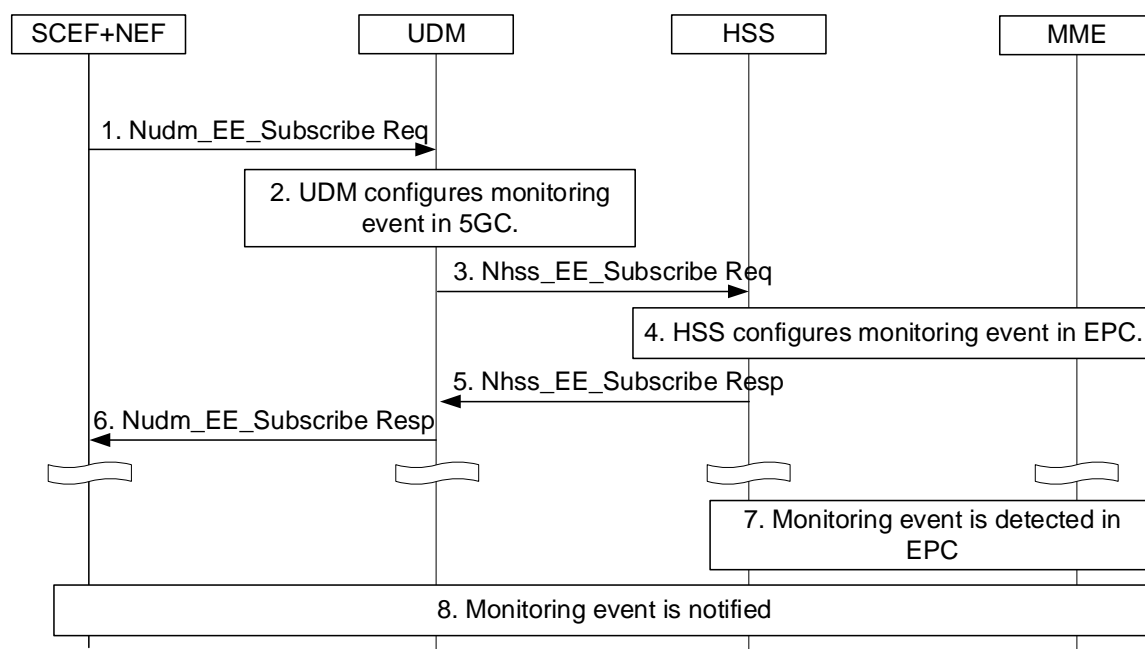 SCEF+NEF
UDM
HSS
MME
1. Nudm_EE_Subscribe Req
2. UDM configures monitoring
event in 5GC.
3. Nhss_EE_Subscribe Req
4. HSS configures monitoring event in EPC.
5. Nhss_EE_Subscribe Resp
6. Nudm_EE_Subscribe Resp
7. Monitoring event is detected in
EPC
8. Monitoring event is notified